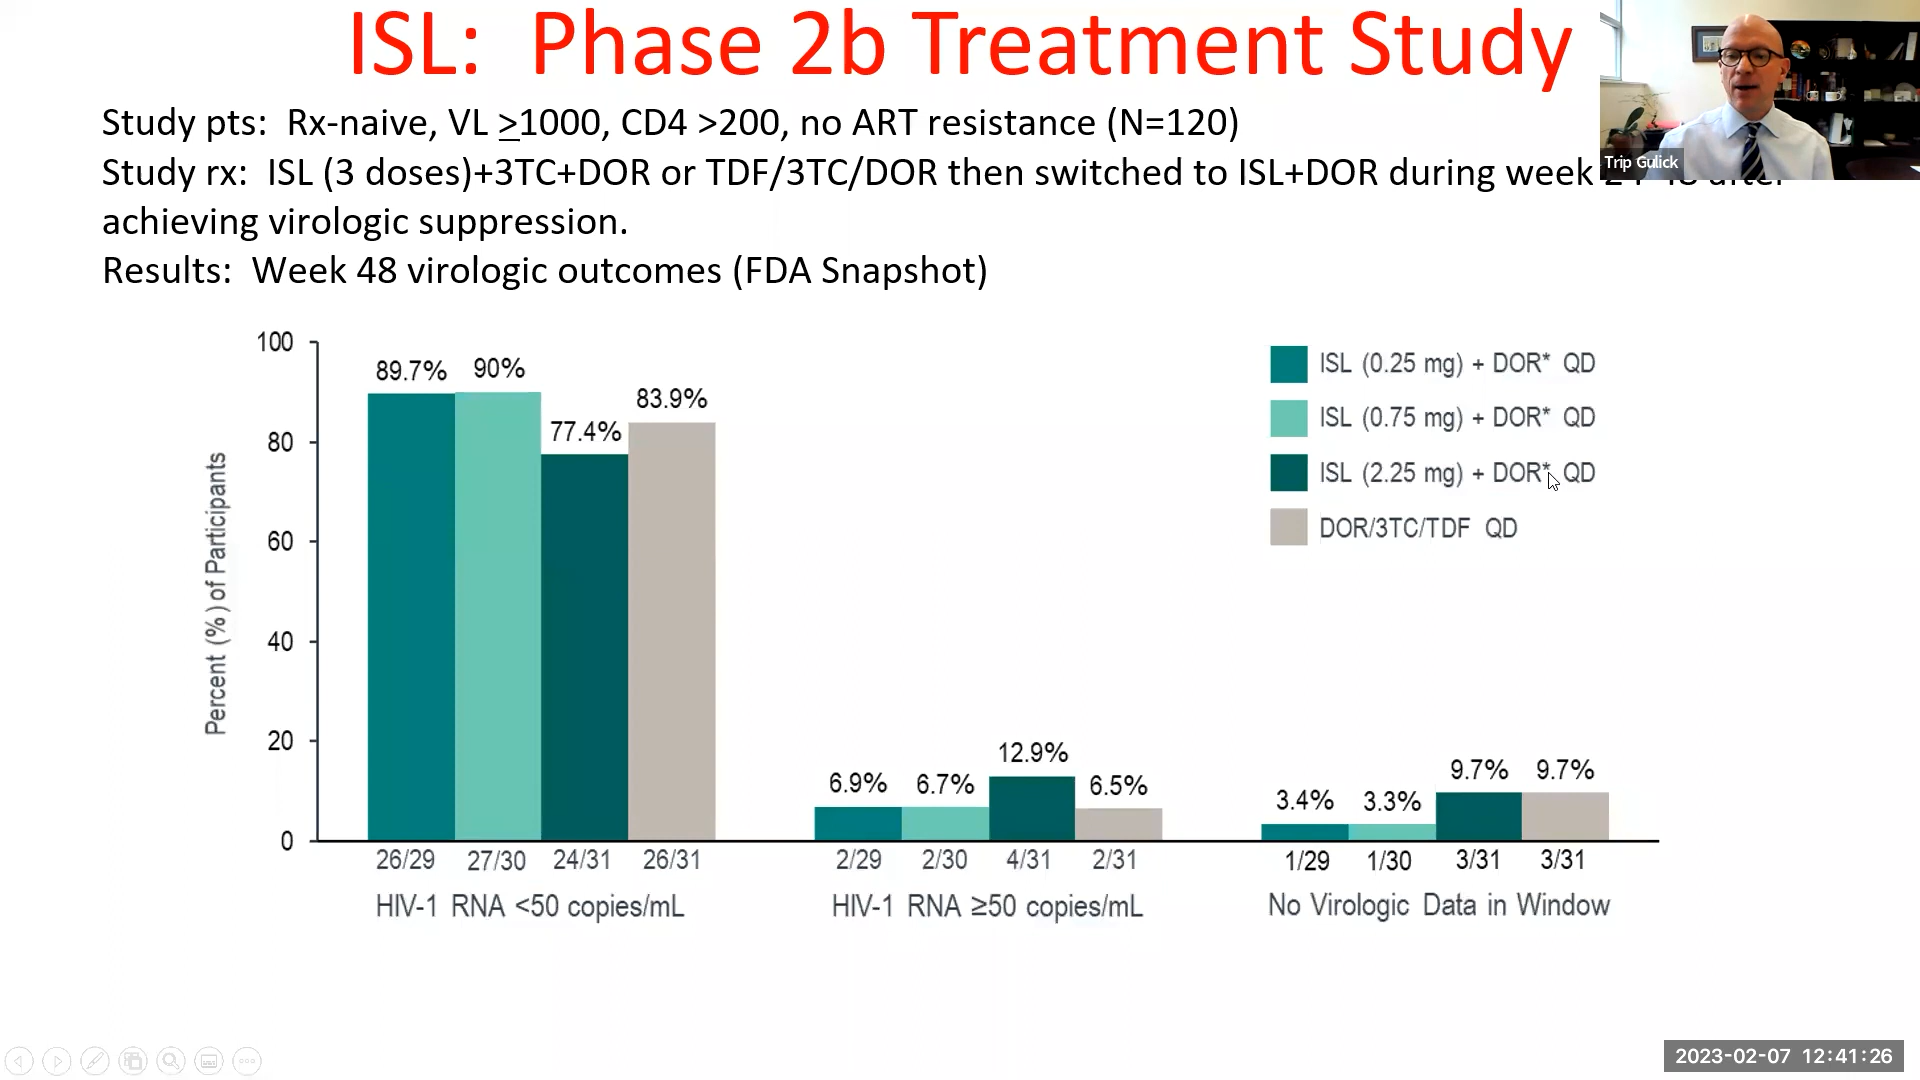 ISL: Phase 2b Treatment Study
Trip Gulick
Study pts: Rx-naive, VL ≥1000, CD4 >200, no ART resistance (N=120)
Study rx: ISL (3 doses)+3TC+DOR or TDF/3TC/DOR then switched to ISL+DOR during week
achieving virologic suppression.
Results: Week 48 virologic outcomes (FDA Snapshot)
Percent (%) of Participants
100
80
60
40
20
0
89.7% 90% 77.4% 83.9%
6.9% 6.7% 12.9% 6.5%
3.4% 3.3% 9.7% 9.7%
26/29 27/30 24/31 26/31
2/29 2/30 4/31 2/31
1/29 1/30 3/31 3/31
HIV-1 RNA <50 copies/mL
HIV-1 RNA ≥50 copies/mL
No Virologic Data in Window
ISL (0.25 mg) + DOR* QD
ISL (0.75 mg) + DOR* QD
ISL (2.25 mg) + DOR* QD
DOR/3TC/TDF QD
2023-02-07 12:41:26